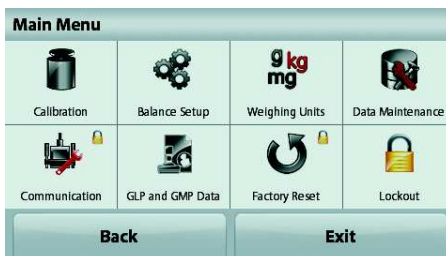 Main Menu
g kg
mg
Calibration
Balance Setup
Weighing Units
Data Maintenance
Communication
GLP and GMP Data
Factory Reset
Lockout
Back
Exit